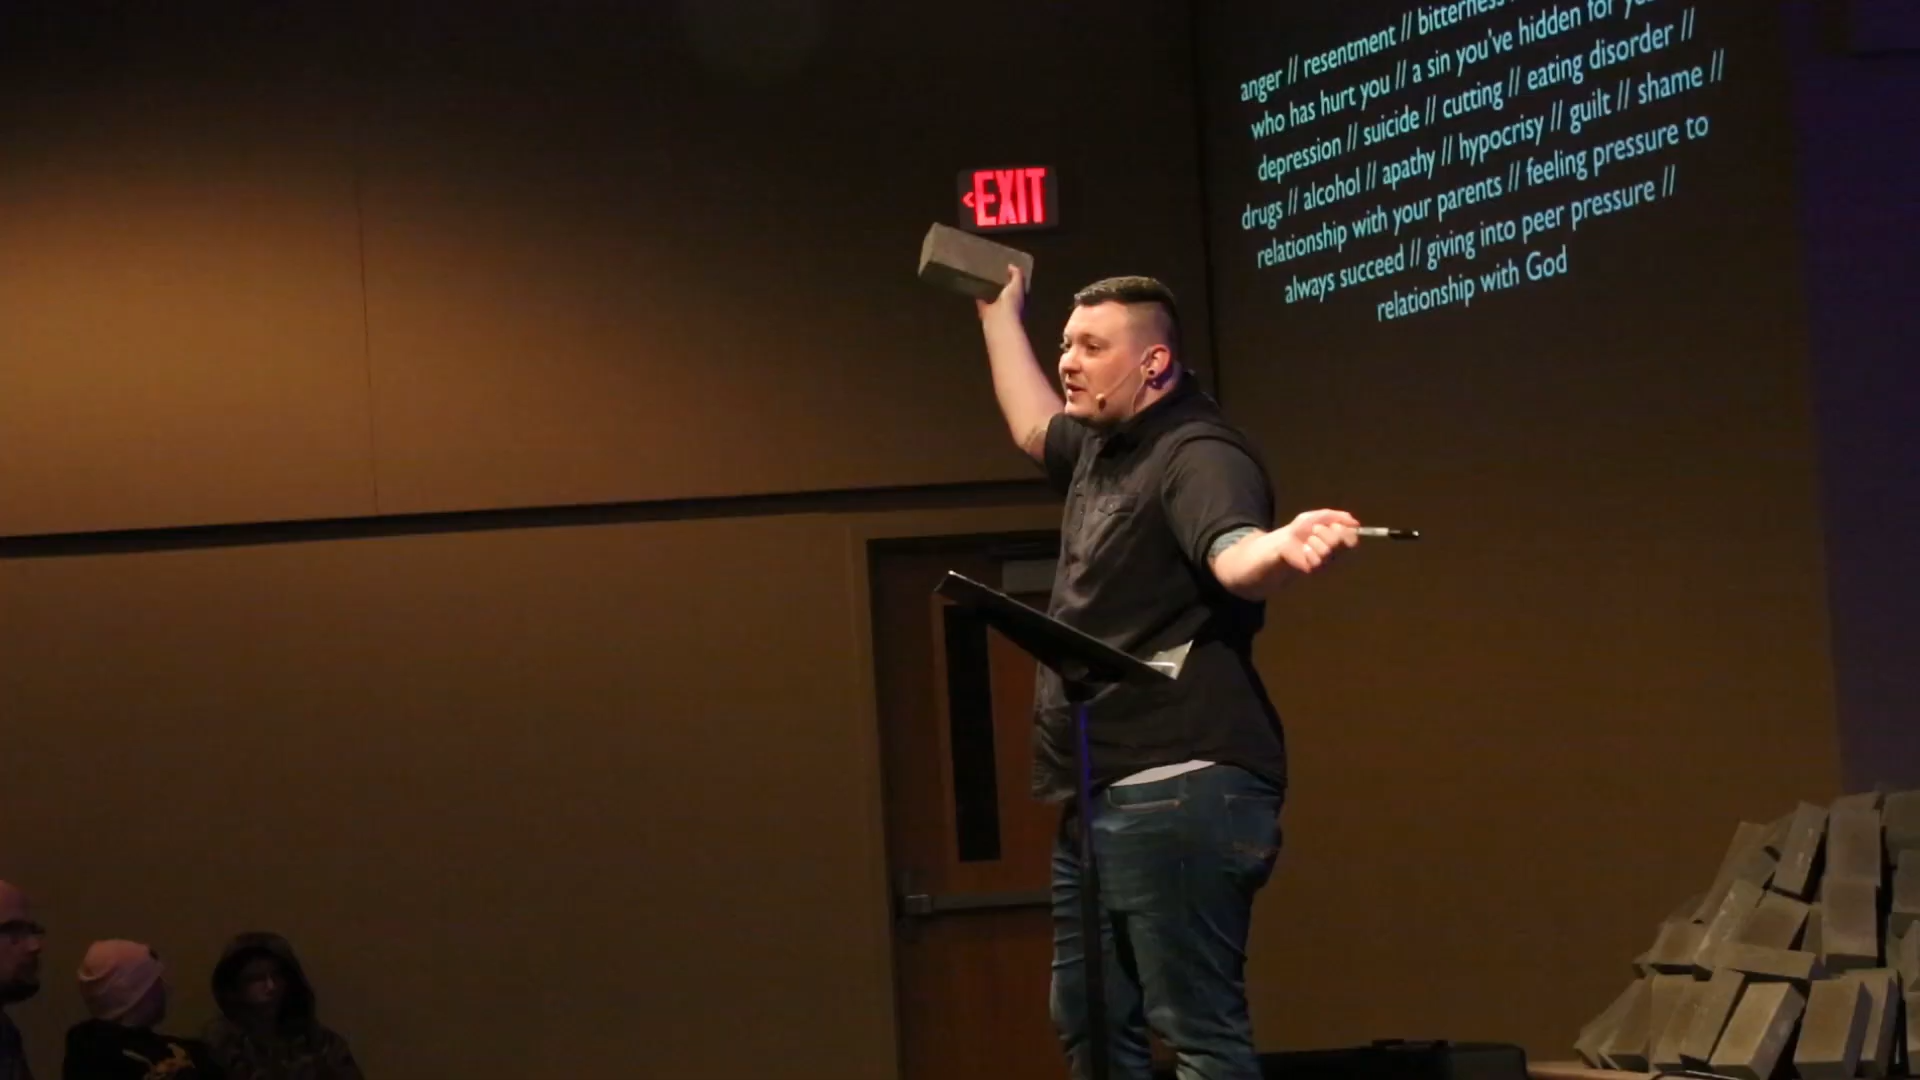 anger // resentment // bitterness
who has hurt you // a sin you've hidden for
depression // suicide // cutting // eating disorder //
drugs // alcohol // apathy // hypocrisy // guilt // shame //
relationship with your parents // feeling pressure to
always succeed // giving into peer pressure //
relationship with God
<EXIT